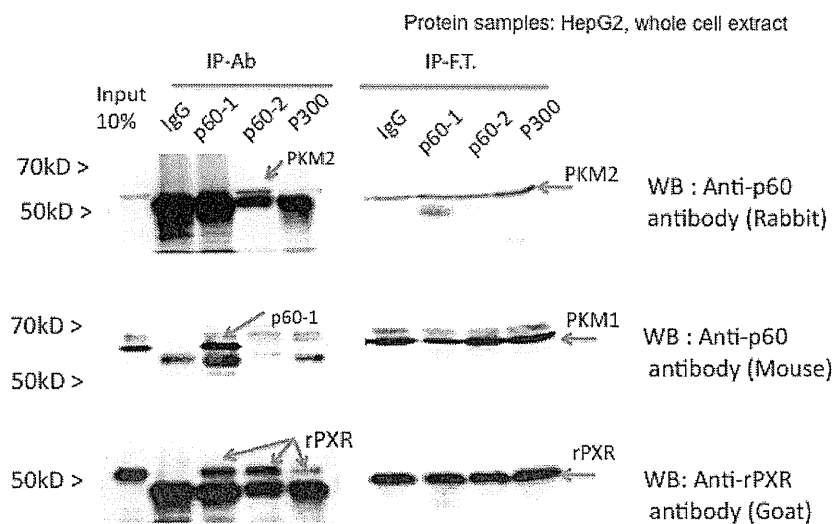 Protein samples: HepG2, whole cell extract
IP-Ab
IP-F.T.
Input
10%
IgG
p60-1
p60-2
P300
IgG
p60-1
p60-2
P300
70kD >
50kD >
PKM2
PKM2
WB : Anti-p60
antibody (Rabbit)
70kD >
50kD >
p60-1
PKM1
WB : Anti-p60
antibody (Mouse)
50kD >
rPXR
rPXR
WB: Anti-rPXR
antibody (Goat)